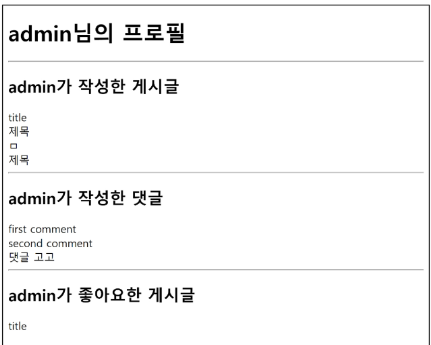 admin님의 프로필
admin가 작성한 게시글
title
제목
ㅁ
제목
admin가 작성한 댓글
first comment
second comment
댓글 고고
admin가 좋아요한 게시글
title